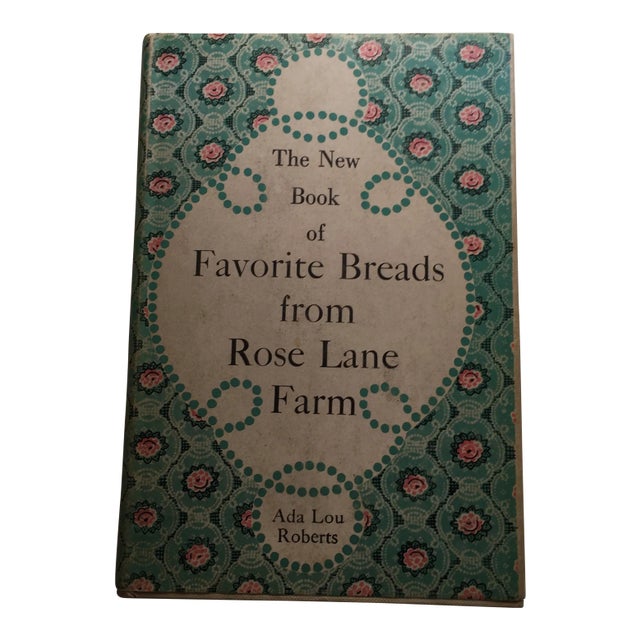 The New
Book
of
Favorite Breads
from
Rose Lane
Farm
Ada Lou
Roberts